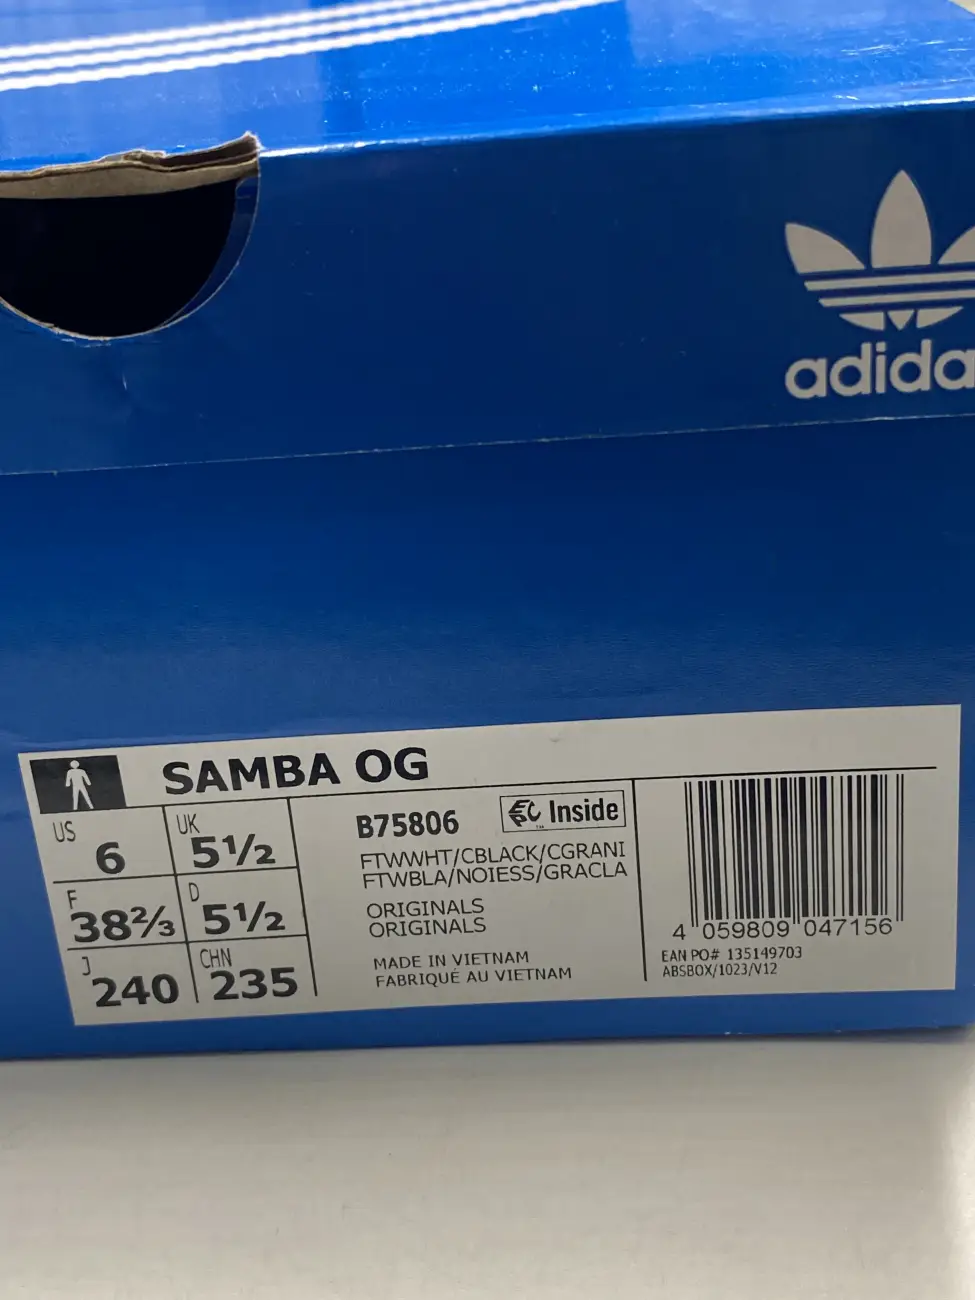 adida
SAMBA OG
US 6
UK 5½
F 38⅔
D 5½
J 240
CHN 235
B75806
EPC Inside
™
FTWWHT/CBLACK/CGRANI
FTWBLA/NOIESS/GRACLA
ORIGINALS
ORIGINALS
MADE IN VIETNAM
FABRIQUÉ AU VIETNAM
4 059809 047156
EAN PO# 135149703
ABSBOX/1023/V12